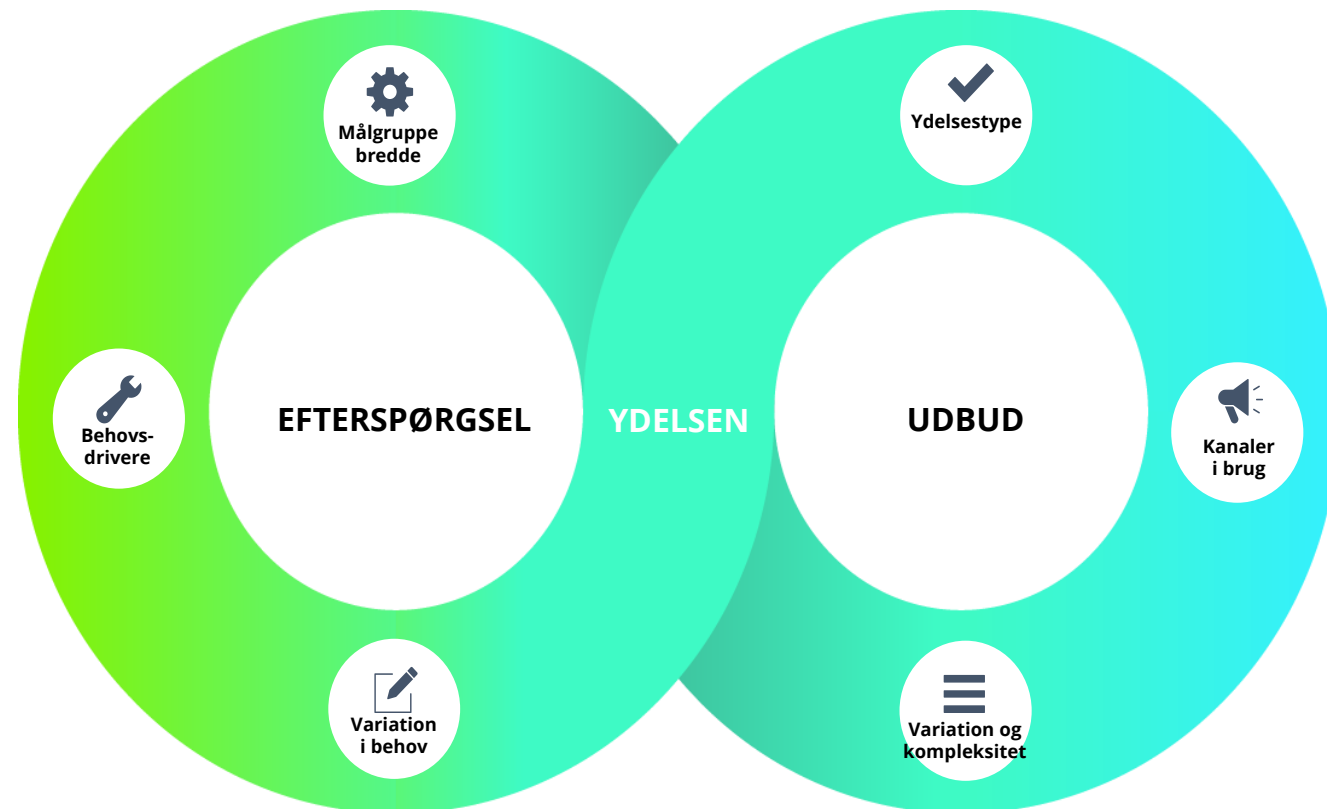 Målgruppe
bredde
Ydelsestype
Behovs-
drivere
EFTERSPØRGSEL
YDELSEN
UDBUD
Kanaler
i brug
Variation
i behov
Variation og
kompleksitet